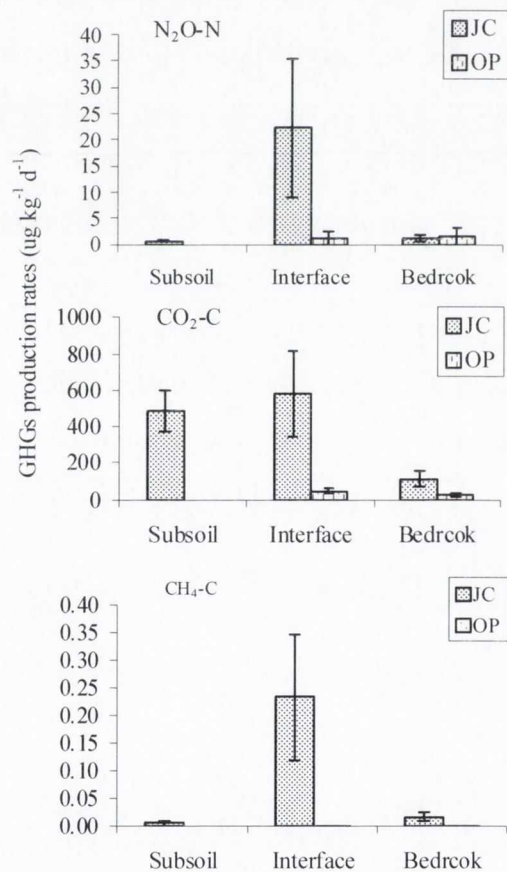 N₂O-N
JC
OP
40
35
30
25
20
15
10
5
0
Subsoil Interface Bedrcok
GHGs production rates (ug kg⁻¹ d⁻¹)
CO₂-C
JC
OP
1000
800
600
400
200
0
Subsoil Interface Bedrcok
CH₄-C
JC
OP
0.40
0.35
0.30
0.25
0.20
0.15
0.10
0.05
0.00
Subsoil Interface Bedrcok